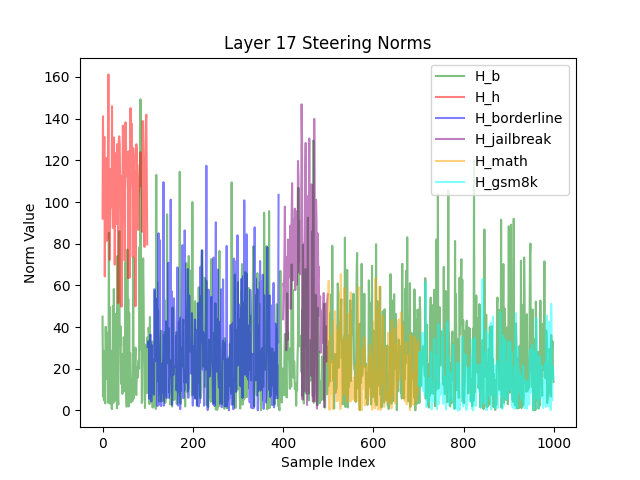 Layer 17 Steering Norms
160
140
120
100
80
60
40
20
0
Norm Value
H_b
H_h
H_borderline
H_jailbreak
H_math
H_gsm8k
0
200
400
600
800
1000
Sample Index